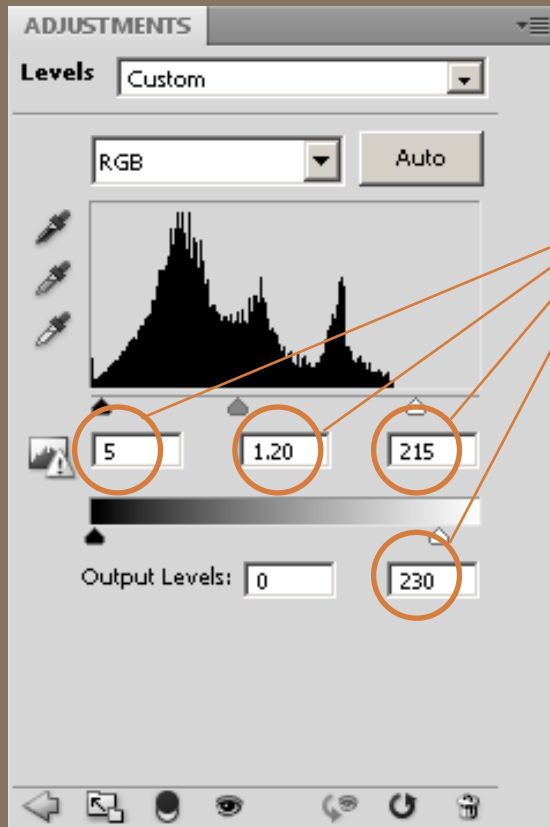 ADJUSTMENTS
Levels Custom
RGB Auto
5 1.20 215
Output Levels: 0 230